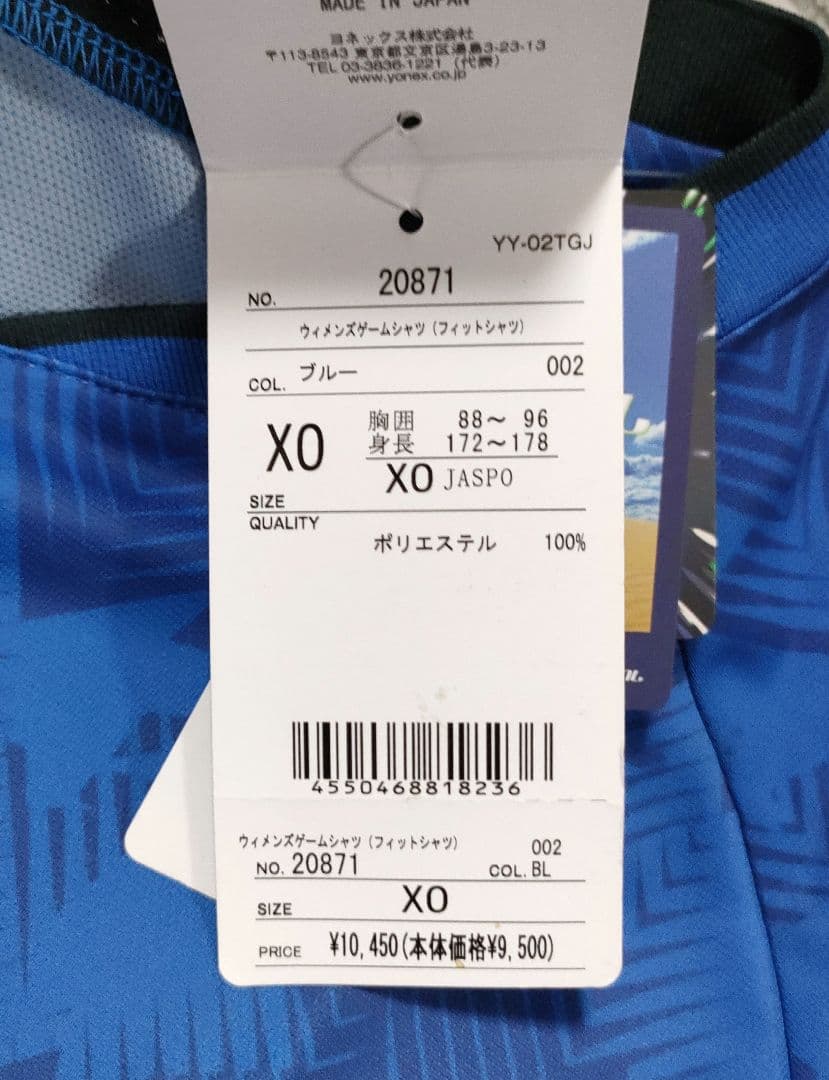 MADE IN JAPAN
ヨネックス株式会社
〒113-8543 東京都文京区湯島3-23-13
TEL 03-3836-1221 (代表)
www.yonex.co.jp
YY-02TGJ
NO. 20871
ウィメンズゲームシャツ(フィットシャツ)
COL. ブルー 002
XO 胸囲 88〜 96
身長 172〜178
XO JASPO
SIZE
QUALITY
ポリエステル 100%
4550468818236
ウィメンズゲームシャツ(フィットシャツ) 002
NO. 20871 COL. BL
SIZE XO
PRICE ¥10,450(本体価格¥9,500)